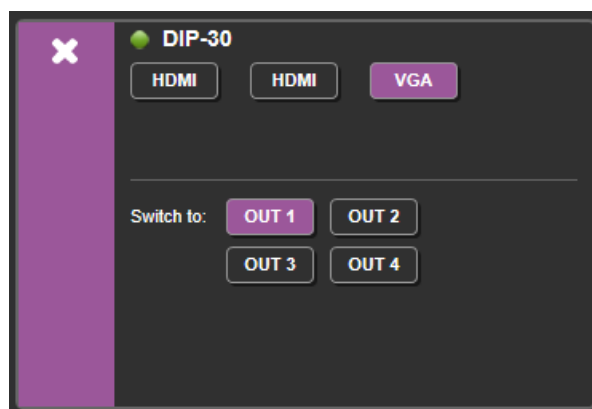 DIP-30
HDMI HDMI VGA
Switch to: OUT 1 OUT 2
OUT 3 OUT 4